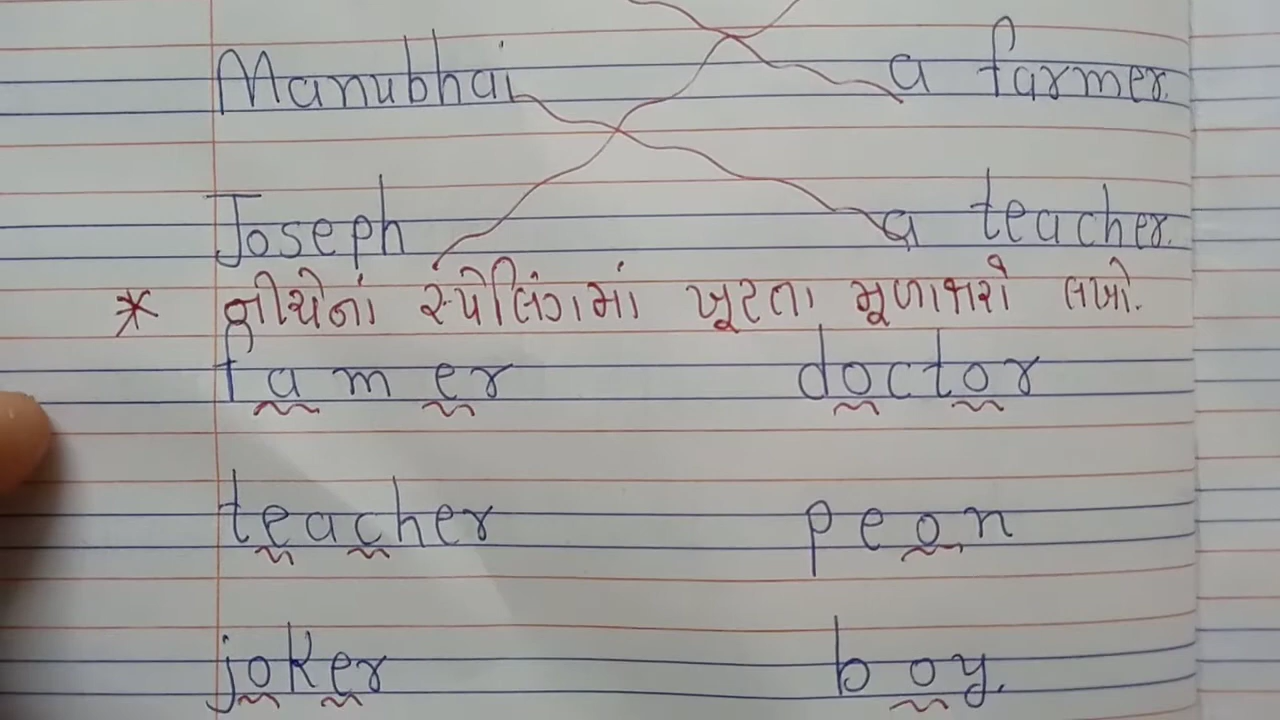 Manubhai a farmer.
Joseph a teacher.
* નીચેનાં સ્પેલિંગમાં ખૂટતા મૂળાક્ષરો લખો.
famer doctor
teacher peon
joker boy.